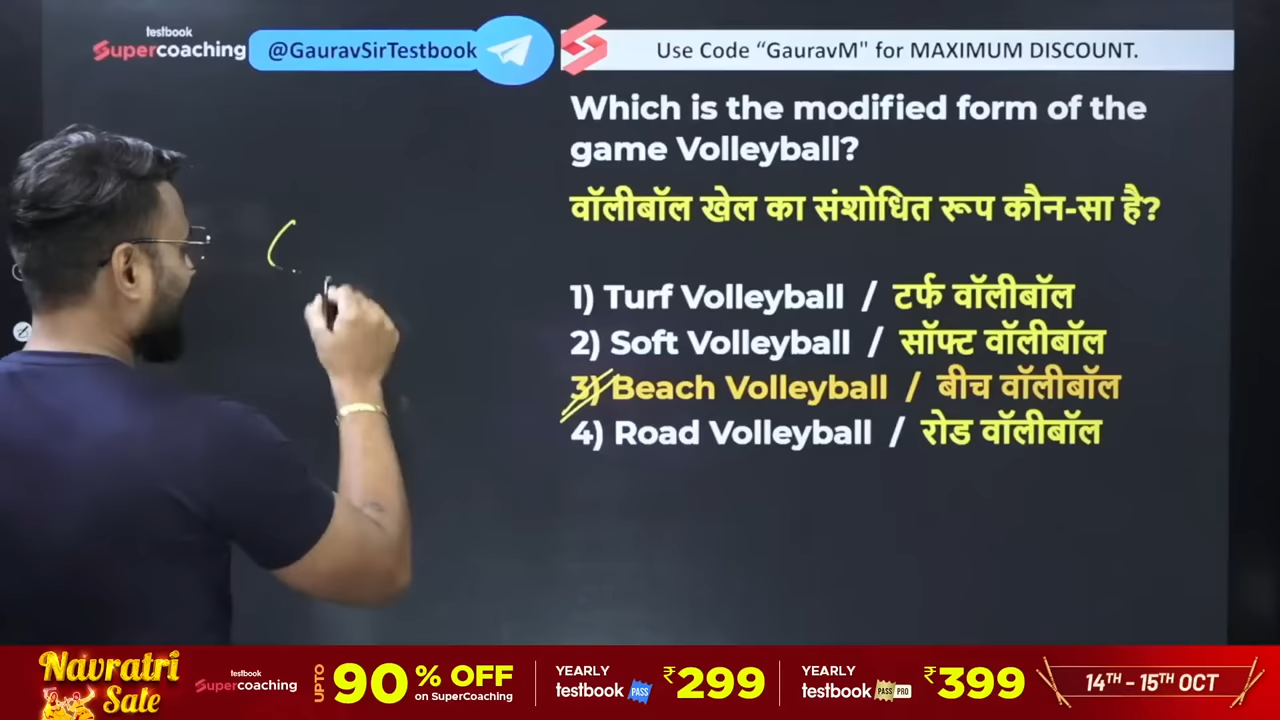 testbook
Supercoaching
@GauravSirTestbook
Use Code “GauravM" for MAXIMUM DISCOUNT.
Which is the modified form of the
game Volleyball?
वॉलीबॉल खेल का संशोधित रूप कौन-सा है?
1) Turf Volleyball / टर्फ वॉलीबॉल
2) Soft Volleyball / सॉफ्ट वॉलीबॉल
3) Beach Volleyball / बीच वॉलीबॉल
4) Road Volleyball / रोड वॉलीबॉल
Navratri
Sale
testbook
Supercoaching
UPTO
90% OFF
on SuperCoaching
YEARLY
testbook PASS
₹299
YEARLY
testbook PASS PRO
₹399
14TH - 15TH OCT